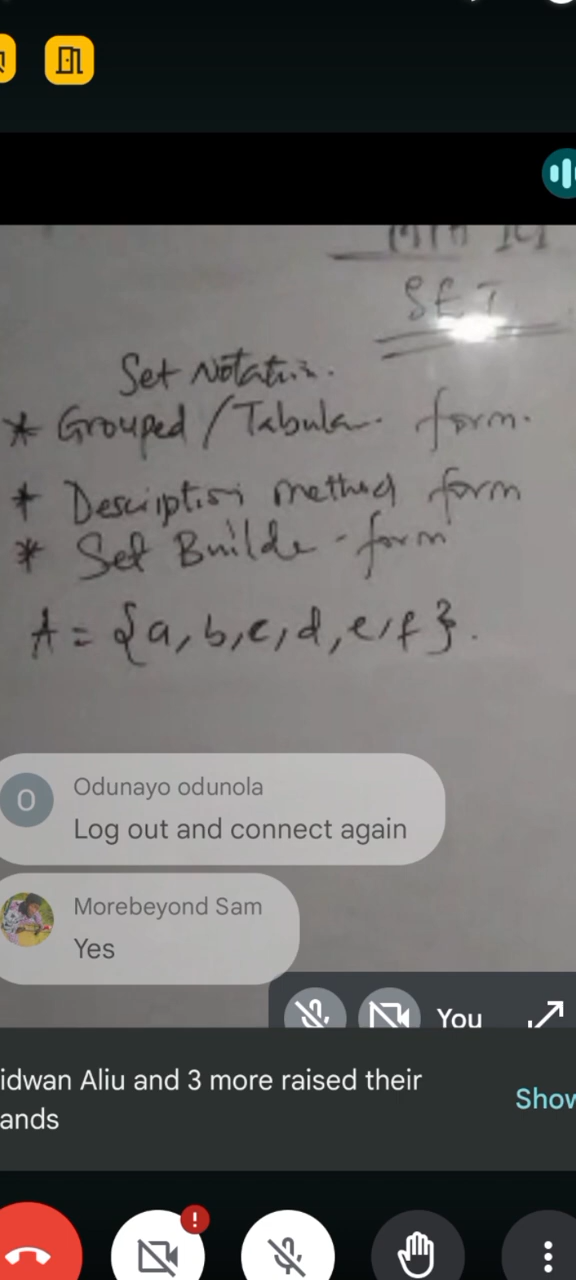 SET
Set Notation.
* Grouped / Tabular form.
* Description method form
* Set Builde - form
A = {a, b, c, d, e, f}.
O
Odunayo odunola
Log out and connect again
Morebeyond Sam
Yes
You
idwan Aliu and 3 more raised their
ands
Show